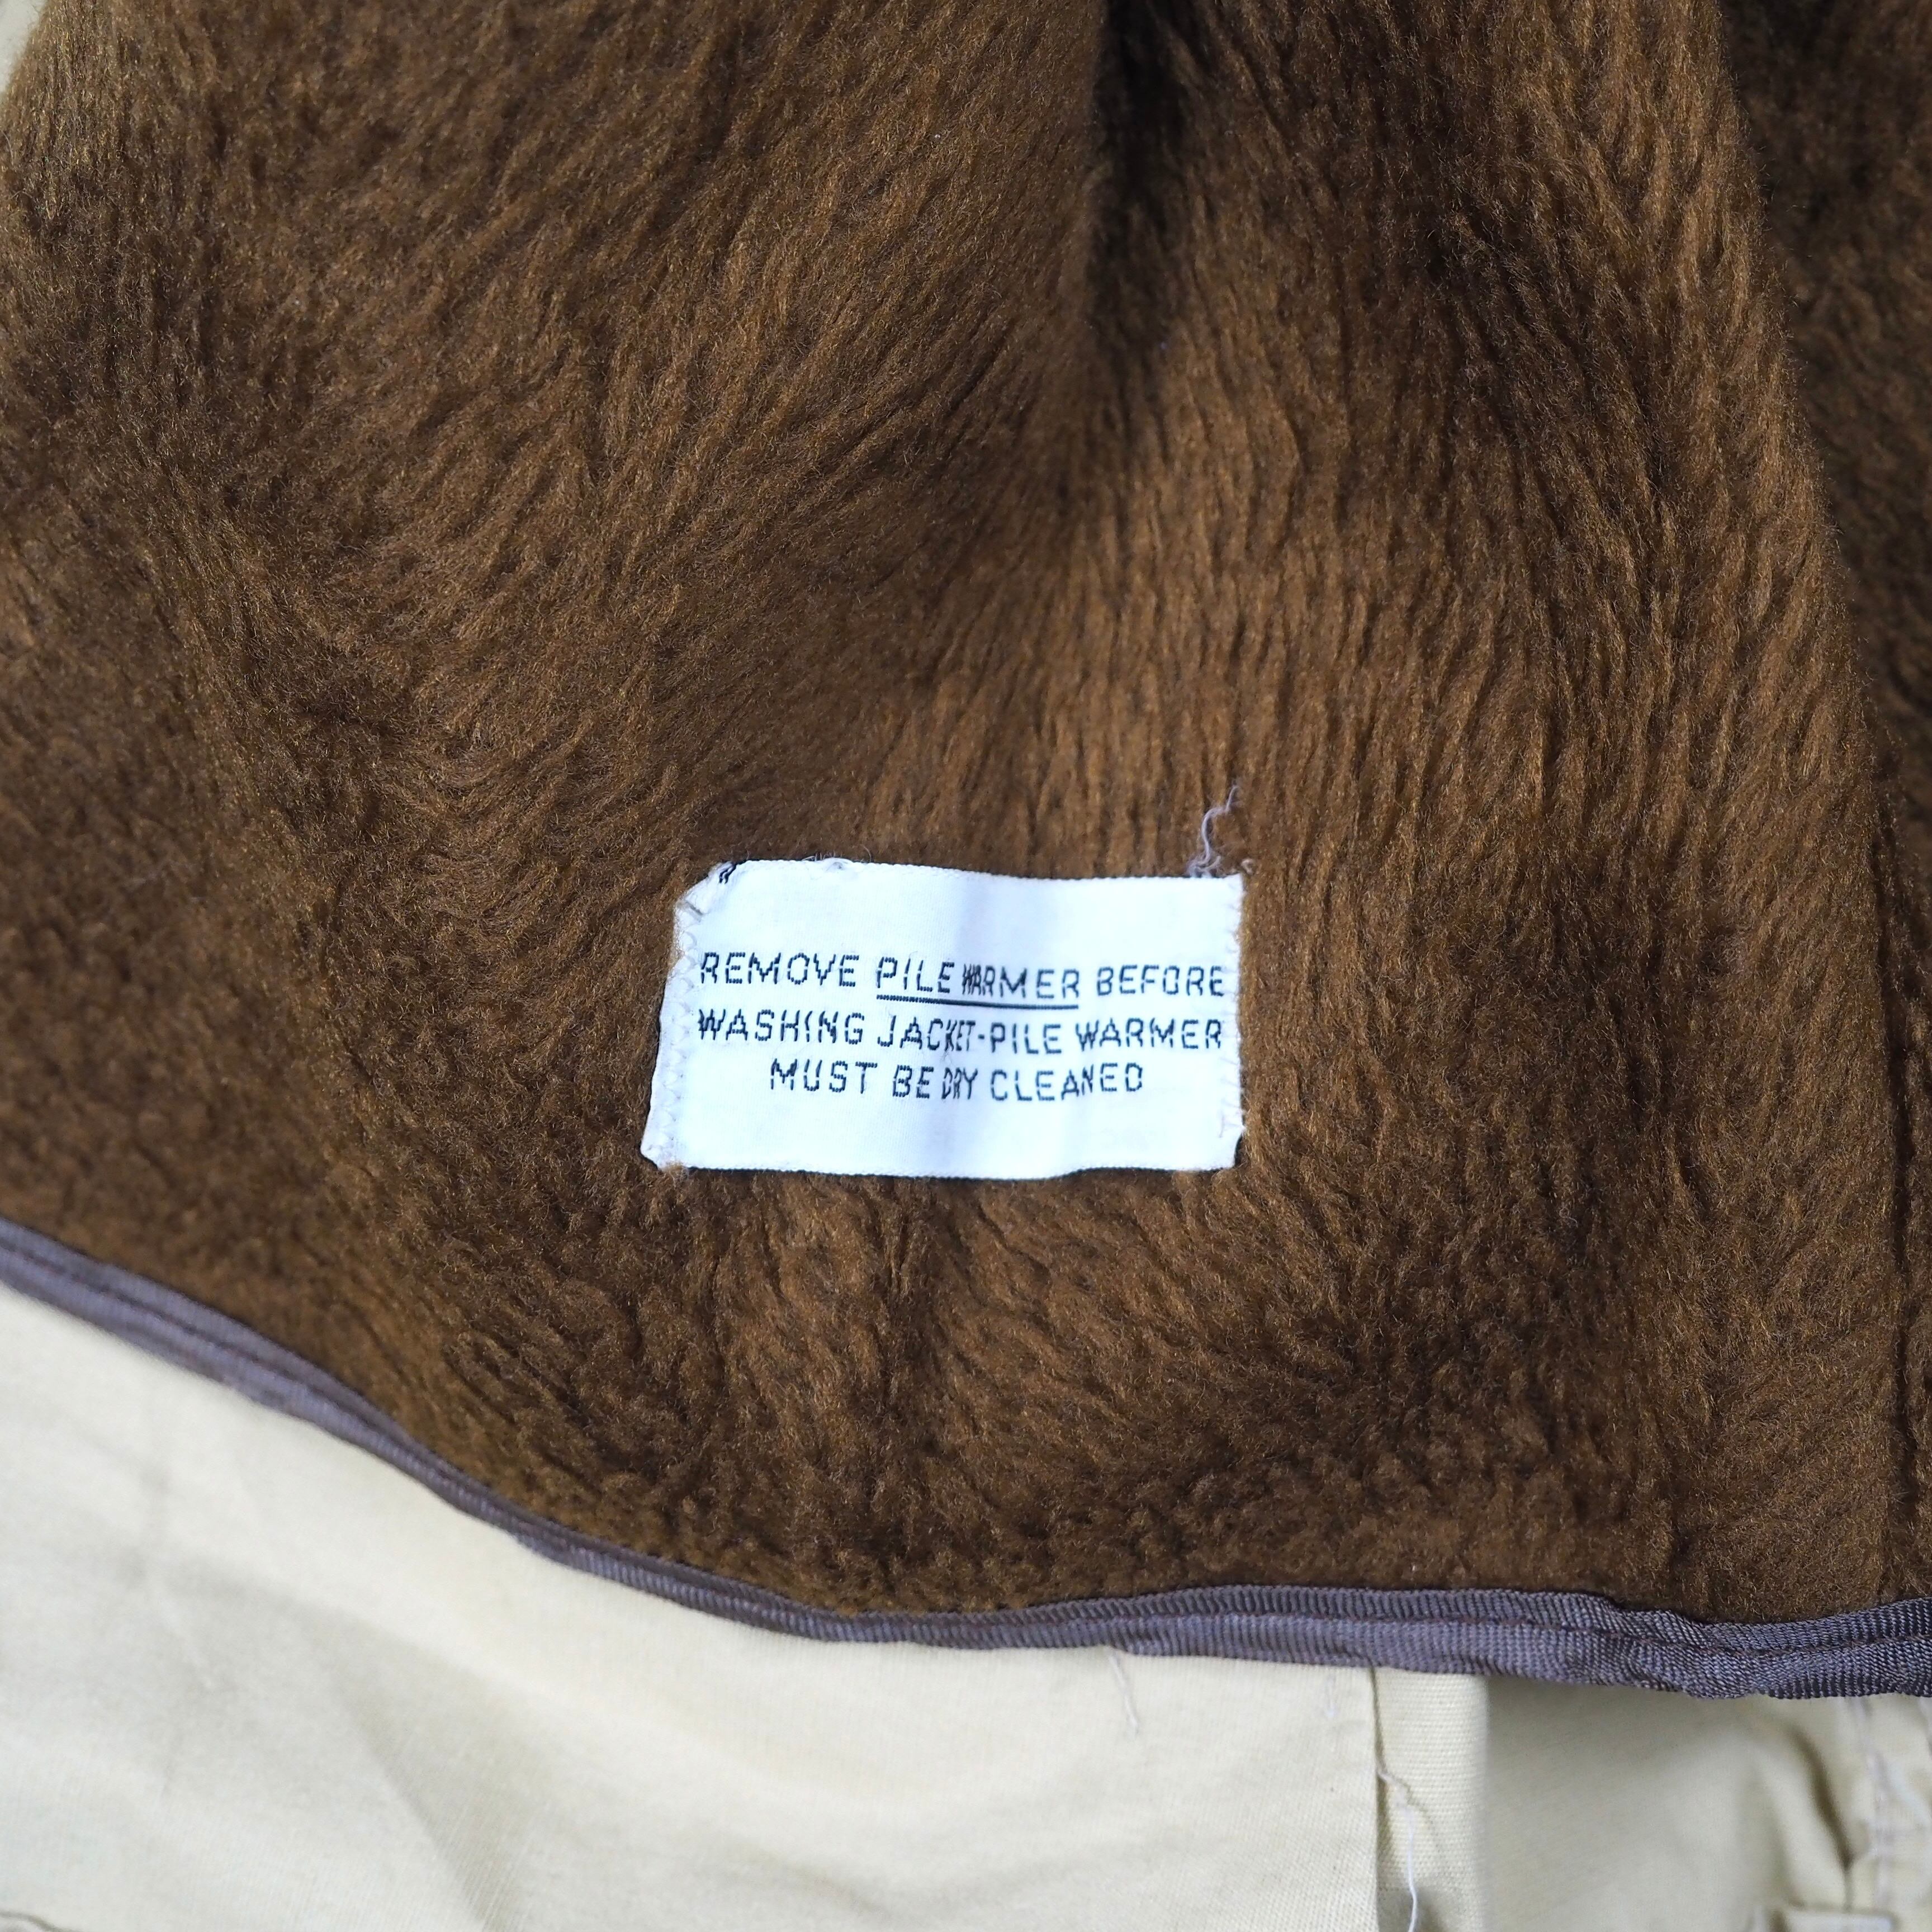 REMOVE PILE WARMER BEFORE
WASHING JACKET-PILE WARMER
MUST BE DRY CLEANED